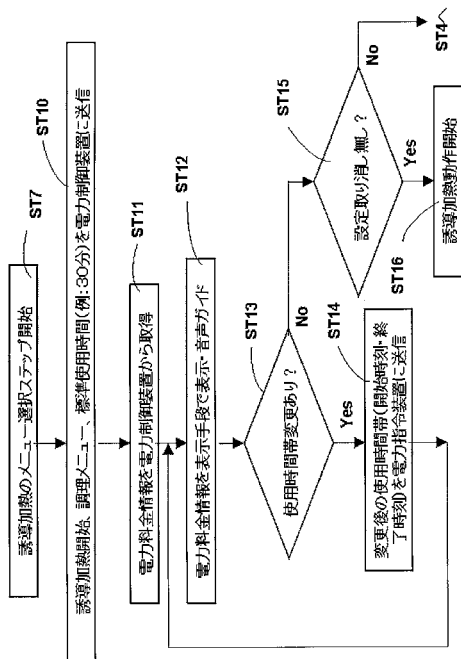 ST7
誘導加熱のメニュー選択ステップ開始
ST10
誘導加熱開始、調理メニュー、標準使用時間(例:30分)を電力制御装置に送信
ST11
電力料金情報を電力制御装置から取得
ST12
電力料金情報を表示手段で表示・音声ガイド
ST13
使用時間帯変更あり?
No
Yes
ST14
変更後の使用時間帯(開始時刻・終
了時刻)を電力指令装置に送信
ST15
設定取り消し無し?
No
ST4へ
Yes
ST16
誘導加熱動作開始